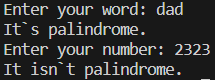 Enter your word: dad
It`s palindrome.
Enter your number: 2323
It isn`t palindrome.